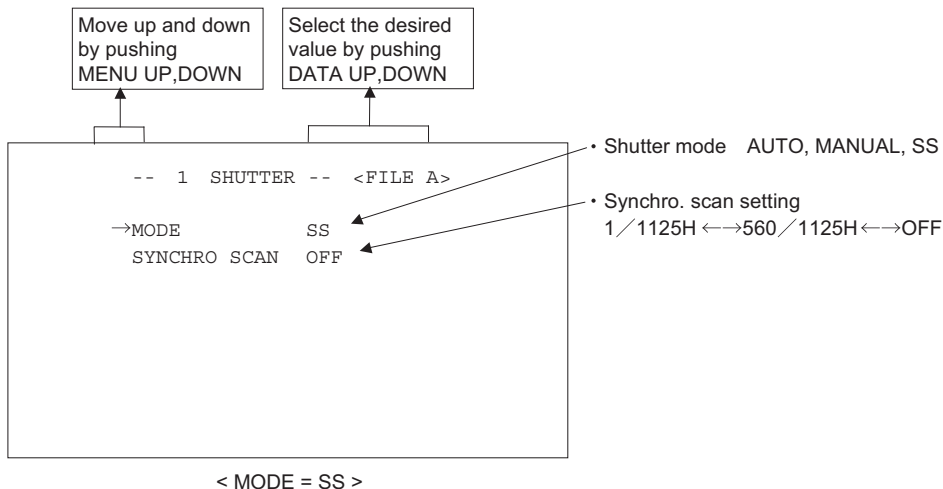 Move up and down
by pushing
MENU UP,DOWN
Select the desired
value by pushing
DATA UP,DOWN
-- 1 SHUTTER -- <FILE A>
→MODE SS
SYNCHRO SCAN OFF
・Shutter mode AUTO, MANUAL, SS
・Synchro. scan setting
1／1125H ←→560／1125H←→OFF
< MODE = SS >